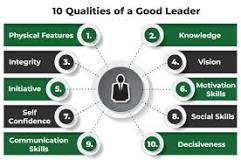 10 Qualities of a Good Leader
Physical Features 1.
2. Knowledge
Integrity 3.
4. Vision
Initiative 5.
6. Motivation
Skills
Self
Confidence 7.
8. Social Skills
Communication
Skills 9.
10. Decisiveness